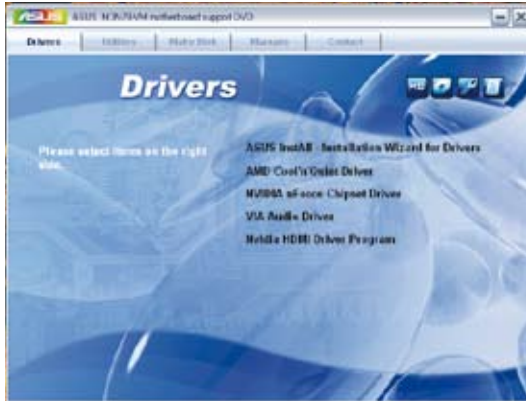 ASUS
ASUS motherboard support DVD
Drivers
Utilities
Make Disk
Manuals
Contact
Drivers
Please select items on the right side.
ASUS InstAll - Installation Wizard for Drivers
AMD Cool'n'Quiet Driver
NVIDIA nForce Chipset Driver
VIA Audio Driver
Nvidia HDMI Driver Program